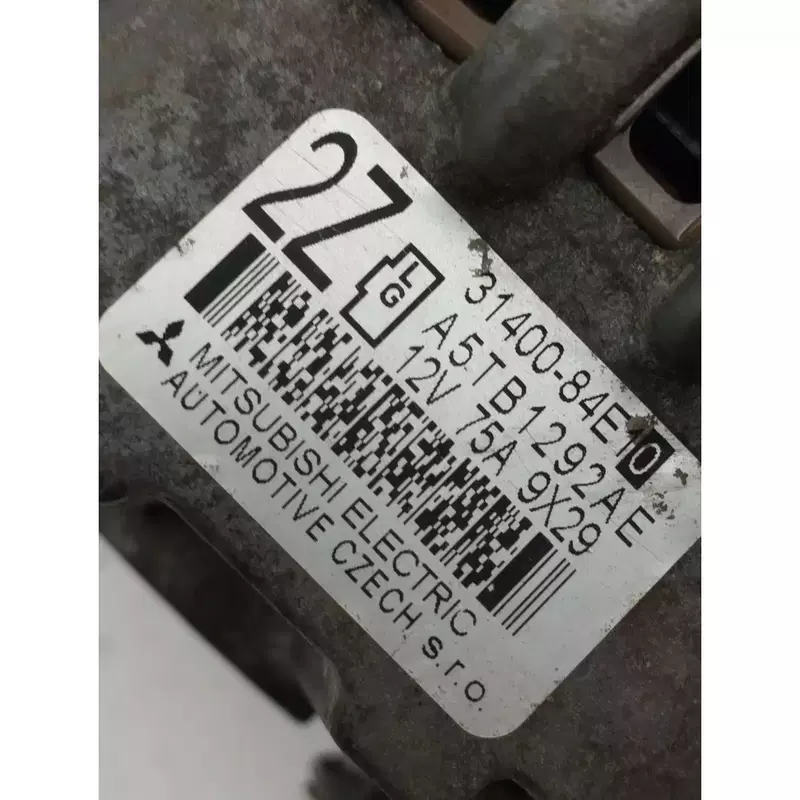 2Z
L
G
31400-84E10
A5TB1292AE
12V 75A 9X29
MITSUBISHI ELECTRIC
AUTOMOTIVE CZECH s.r.o.